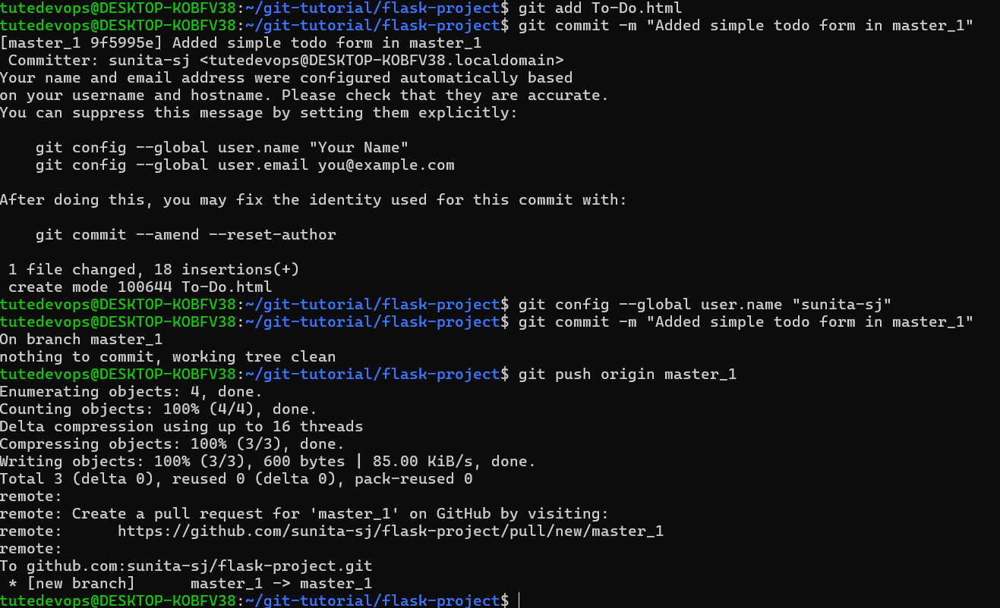 tutedevops@DESKTOP-KOBFV38:~/git-tutorial/flask-project$ git add To-Do.html
tutedevops@DESKTOP-KOBFV38:~/git-tutorial/flask-project$ git commit -m "Added simple todo form in master_1"
[master_1 9f5995e] Added simple todo form in master_1
 Committer: sunita-sj <tutedevops@DESKTOP-KOBFV38.localdomain>
Your name and email address were configured automatically based
on your username and hostname. Please check that they are accurate.
You can suppress this message by setting them explicitly:

    git config --global user.name "Your Name"
    git config --global user.email you@example.com

After doing this, you may fix the identity used for this commit with:

    git commit --amend --reset-author

 1 file changed, 18 insertions(+)
 create mode 100644 To-Do.html
tutedevops@DESKTOP-KOBFV38:~/git-tutorial/flask-project$ git config --global user.name "sunita-sj"
tutedevops@DESKTOP-KOBFV38:~/git-tutorial/flask-project$ git commit -m "Added simple todo form in master_1"
On branch master_1
nothing to commit, working tree clean
tutedevops@DESKTOP-KOBFV38:~/git-tutorial/flask-project$ git push origin master_1
Enumerating objects: 4, done.
Counting objects: 100% (4/4), done.
Delta compression using up to 16 threads
Compressing objects: 100% (3/3), done.
Writing objects: 100% (3/3), 600 bytes | 85.00 KiB/s, done.
Total 3 (delta 0), reused 0 (delta 0), pack-reused 0
remote:
remote: Create a pull request for 'master_1' on GitHub by visiting:
remote:      https://github.com/sunita-sj/flask-project/pull/new/master_1
remote:
To github.com:sunita-sj/flask-project.git
 * [new branch]      master_1 -> master_1
tutedevops@DESKTOP-KOBFV38:~/git-tutorial/flask-project$